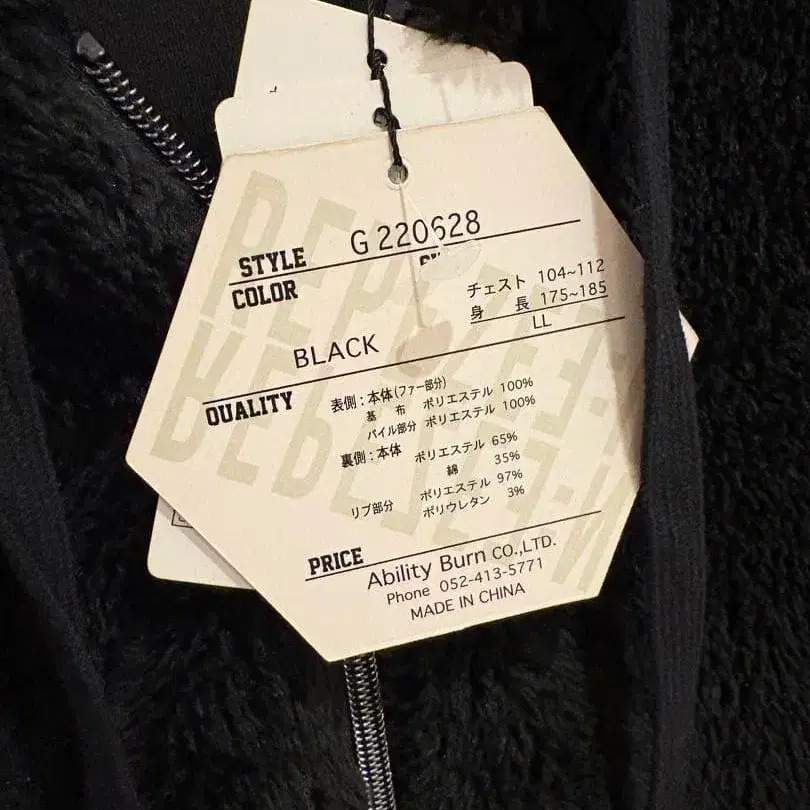 STYLE G 220628
COLOR
チェスト 104~112
身 長 175~185
LL
BLACK
QUALITY 表側:本体(ファー部分)
基 布 ポリエステル 100%
パイル部分 ポリエステル 100%
裏側:本体 ポリエステル 65%
綿 35%
リブ部分 ポリエステル 97%
ポリウレタン 3%
PRICE
Ability Burn CO.,LTD.
Phone 052-413-5771
MADE IN CHINA